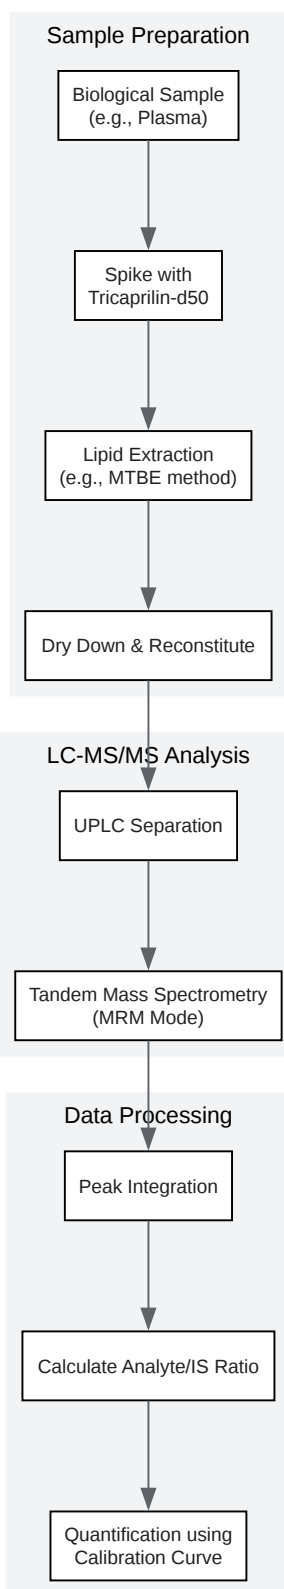 Sample Preparation
Biological Sample
(e.g., Plasma)
Spike with
Tricaprilin-d50
Lipid Extraction
(e.g., MTBE method)
Dry Down & Reconstitute
LC-MS/MS Analysis
UPLC Separation
Tandem Mass Spectrometry
(MRM Mode)
Data Processing
Peak Integration
Calculate Analyte/IS Ratio
Quantification using
Calibration Curve